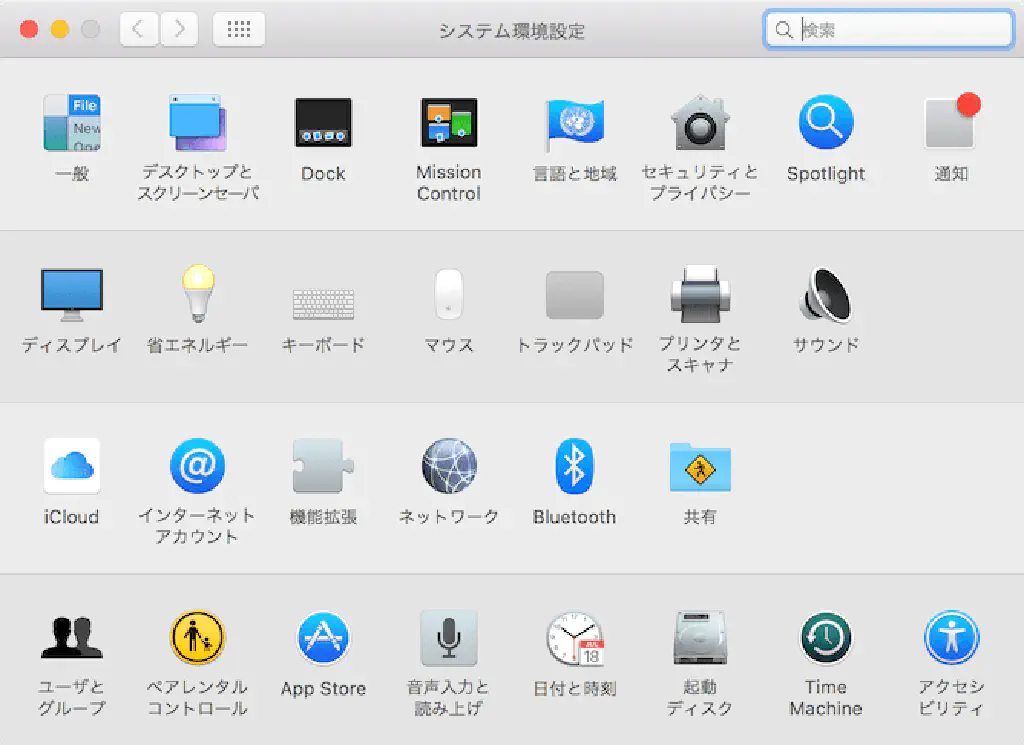 システム環境設定
検索
File
New
Ope
一般
デスクトップと
スクリーンセーバ
Dock
Mission
Control
言語と地域
セキュリティと
プライバシー
Spotlight
通知
ディスプレイ
省エネルギー
キーボード
マウス
トラックパッド
プリンタと
スキャナ
サウンド
iCloud
インターネット
アカウント
機能拡張
ネットワーク
Bluetooth
共有
ユーザと
グループ
ペアレンタル
コントロール
App Store
音声入力と
読み上げ
JUL
18
日付と時刻
起動
ディスク
Time
Machine
アクセシ
ビリティ